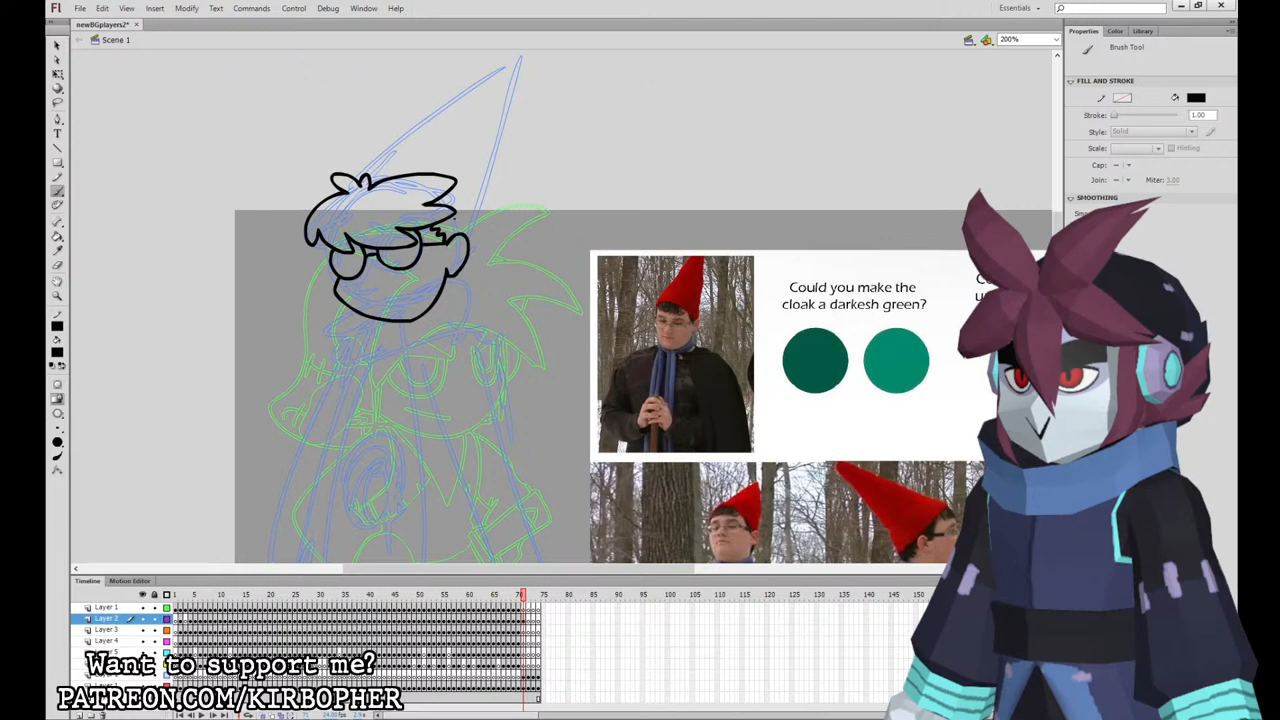 Fl File Edit View Insert Modify Text Commands Control Debug Window Help Essentials
newBGplayers2* ×
Scene 1 200%
Properties Color Library
Brush Tool
FILL AND STROKE
Stroke: 1.00
Style: Solid
Scale: Hinting
Cap:
Join: Miter: 3.00
SMOOTHING
Could you make the
cloak a darkesh green?
Timeline Motion Editor
1 5 10 15 20 25 30 35 40 45 50 55 60 65 70 75 80 85 90 95 100 105 110 115 120 125 130 135 140 145 150
Layer 1
Layer 2
Layer 3
Layer 4
Want to support me?
PATREON.COM/KIRBOPHER